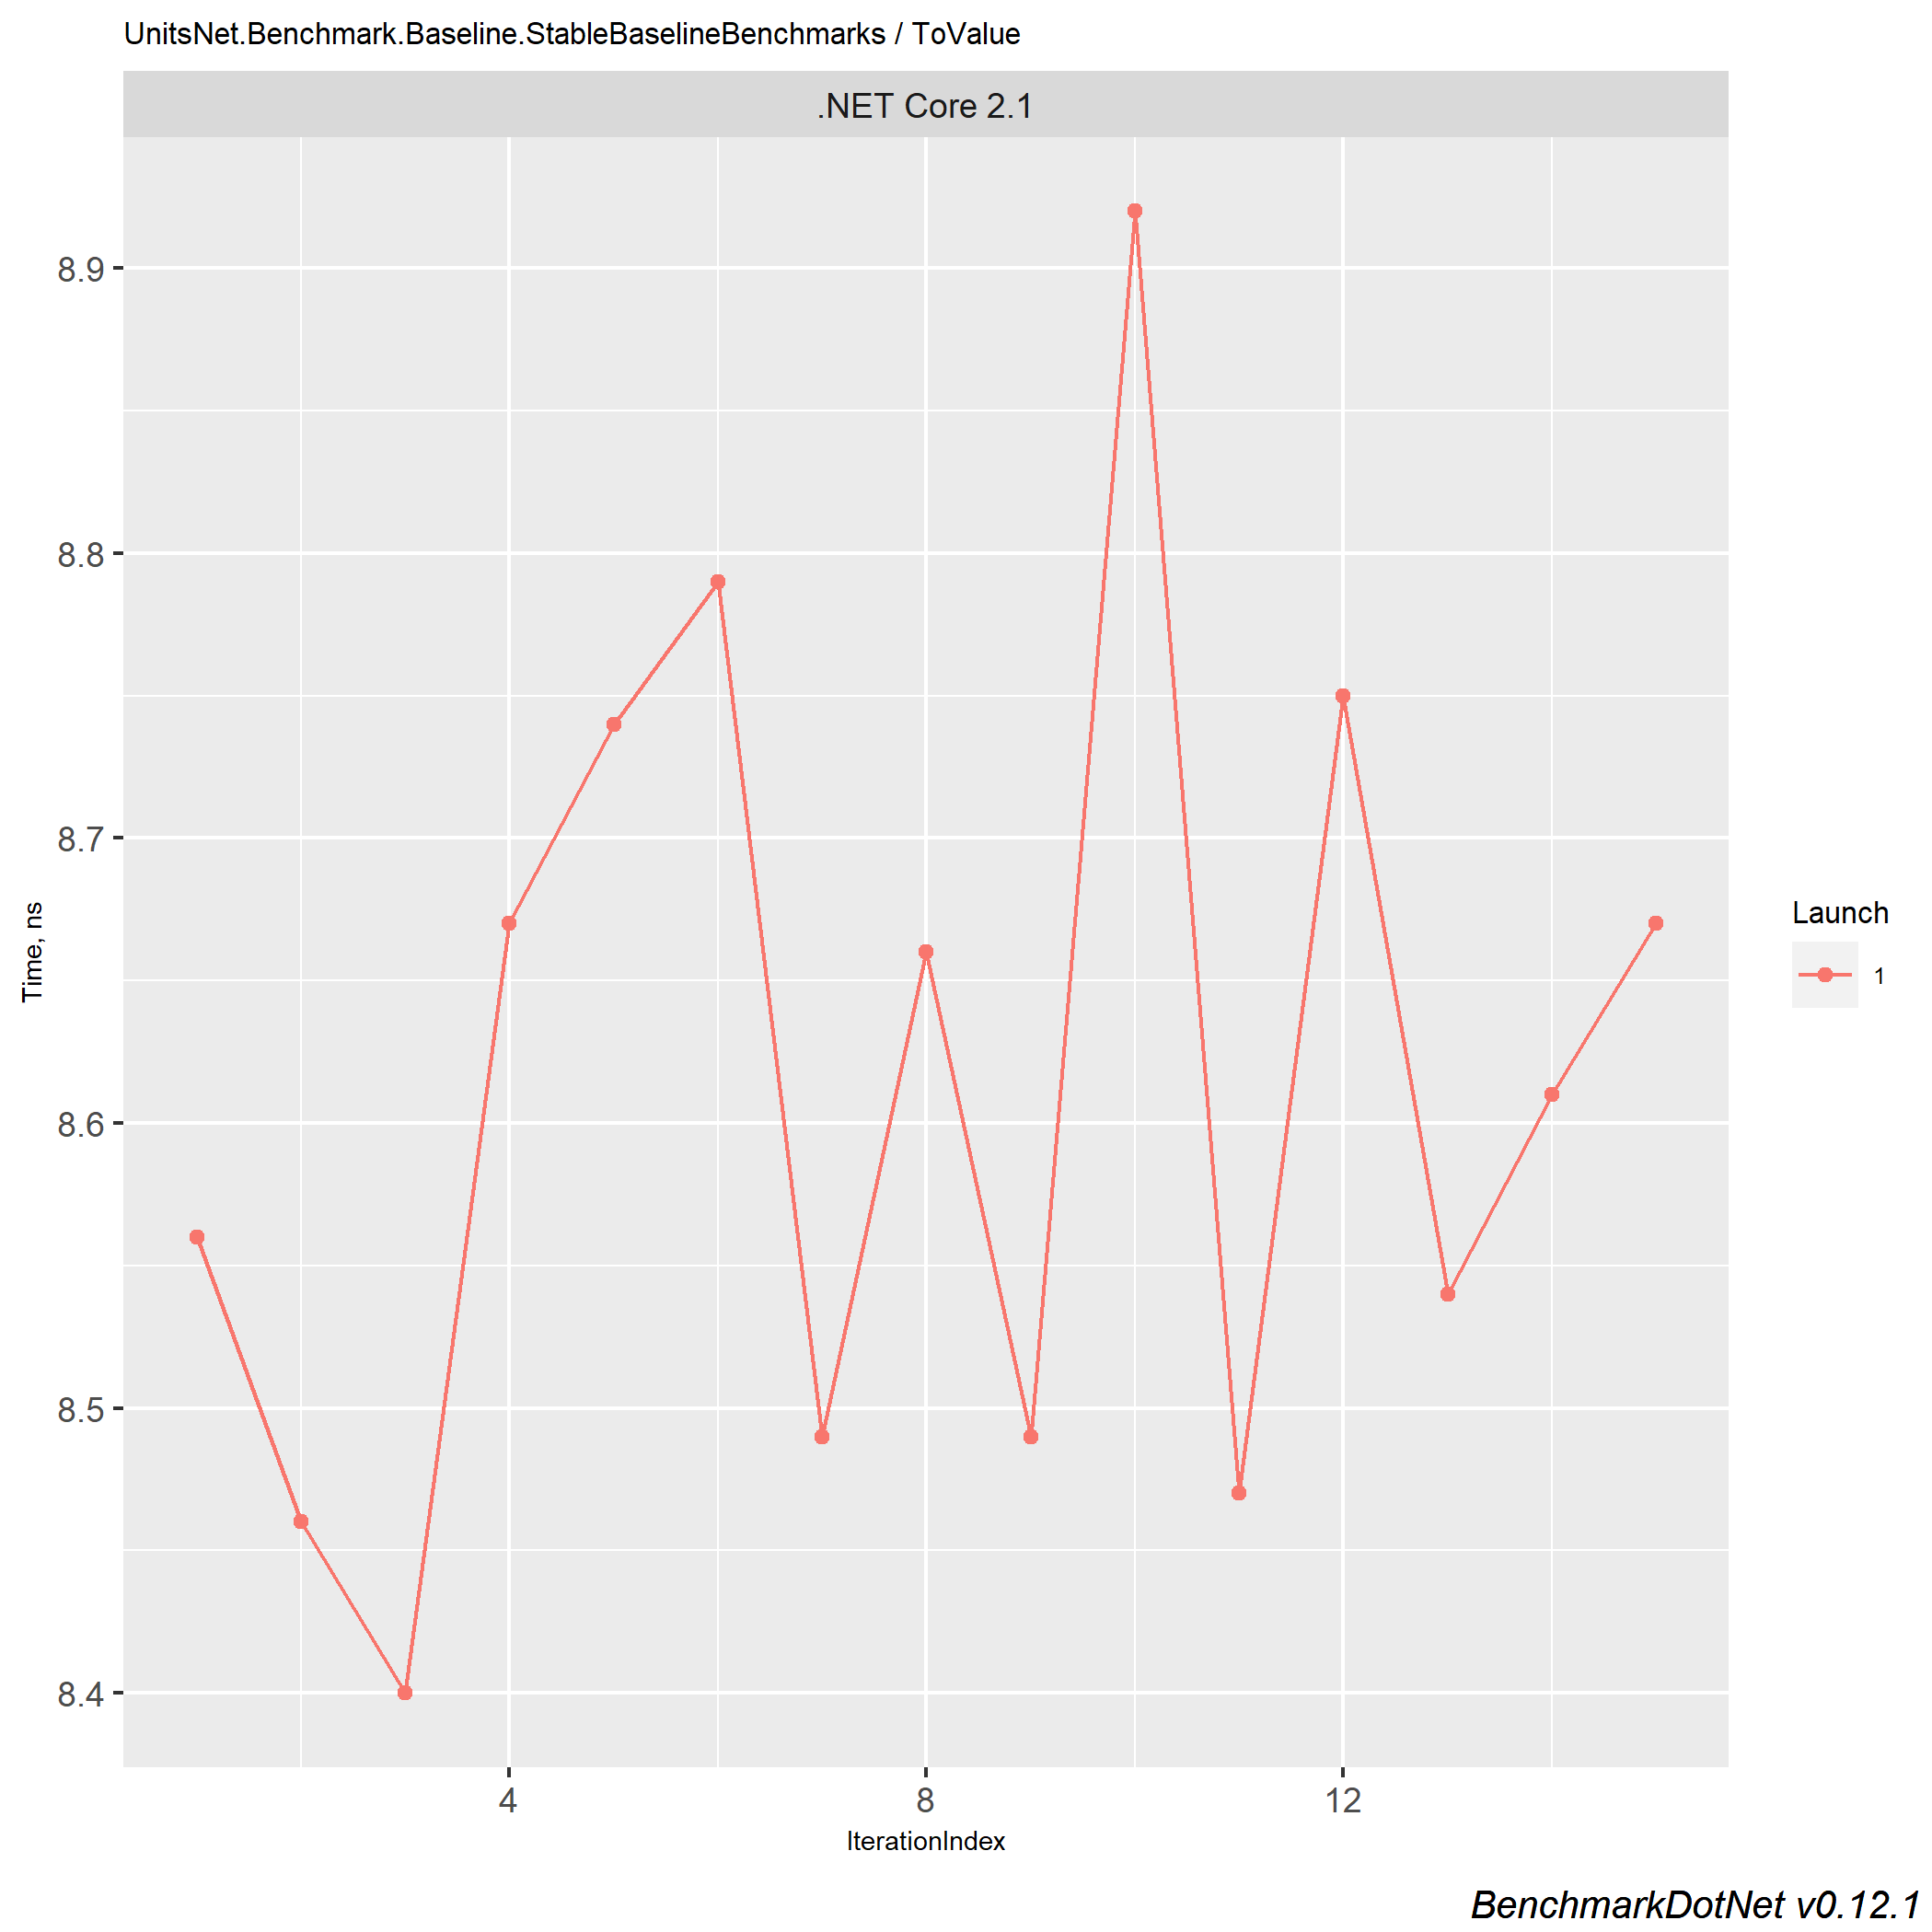 UnitsNet.Benchmark.Baseline.StableBaselineBenchmarks / ToValue
.NET Core 2.1
8.9
8.8
8.7
8.6
8.5
8.4
Time, ns
4 8 12
IterationIndex
Launch
1
BenchmarkDotNet v0.12.1